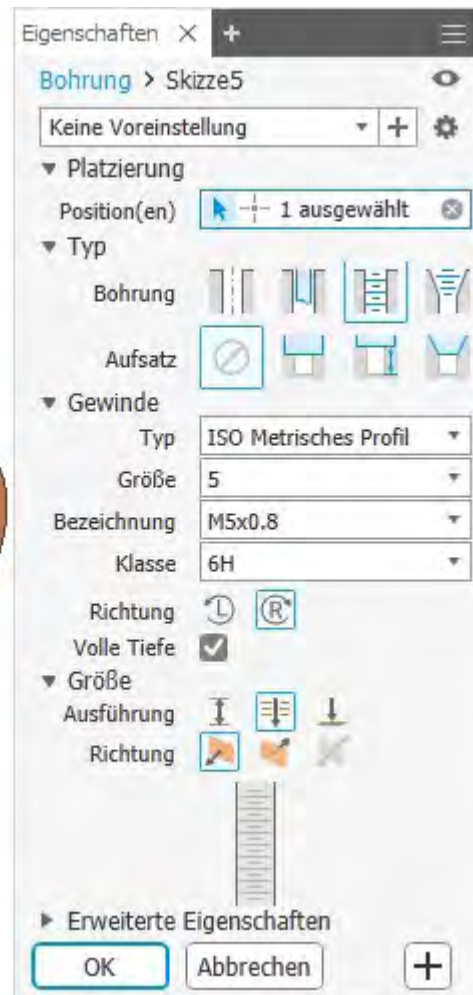 Eigenschaften × +
Bohrung > Skizze5
Keine Voreinstellung
Platzierung
Position(en) 1 ausgewählt
Typ
Bohrung
Aufsatz
Gewinde
Typ ISO Metrisches Profil
Größe 5
Bezeichnung M5x0.8
Klasse 6H
Richtung L R
Volle Tiefe
Größe
Ausführung
Richtung
Erweiterte Eigenschaften
OK Abbrechen +